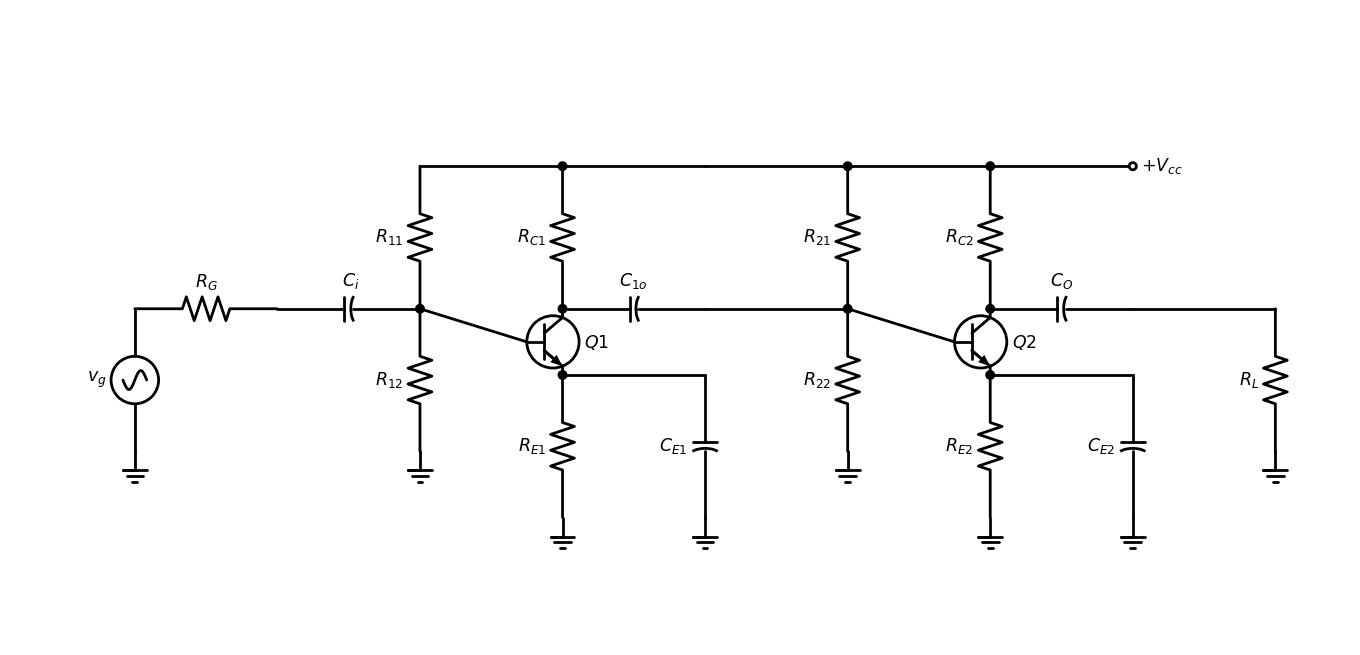 +V_{cc}
R_{11}
R_{C1}
R_{21}
R_{C2}
R_G
C_i
C_{1o}
C_O
Q1
Q2
v_g
R_{12}
R_{22}
R_L
R_{E1}
C_{E1}
R_{E2}
C_{E2}